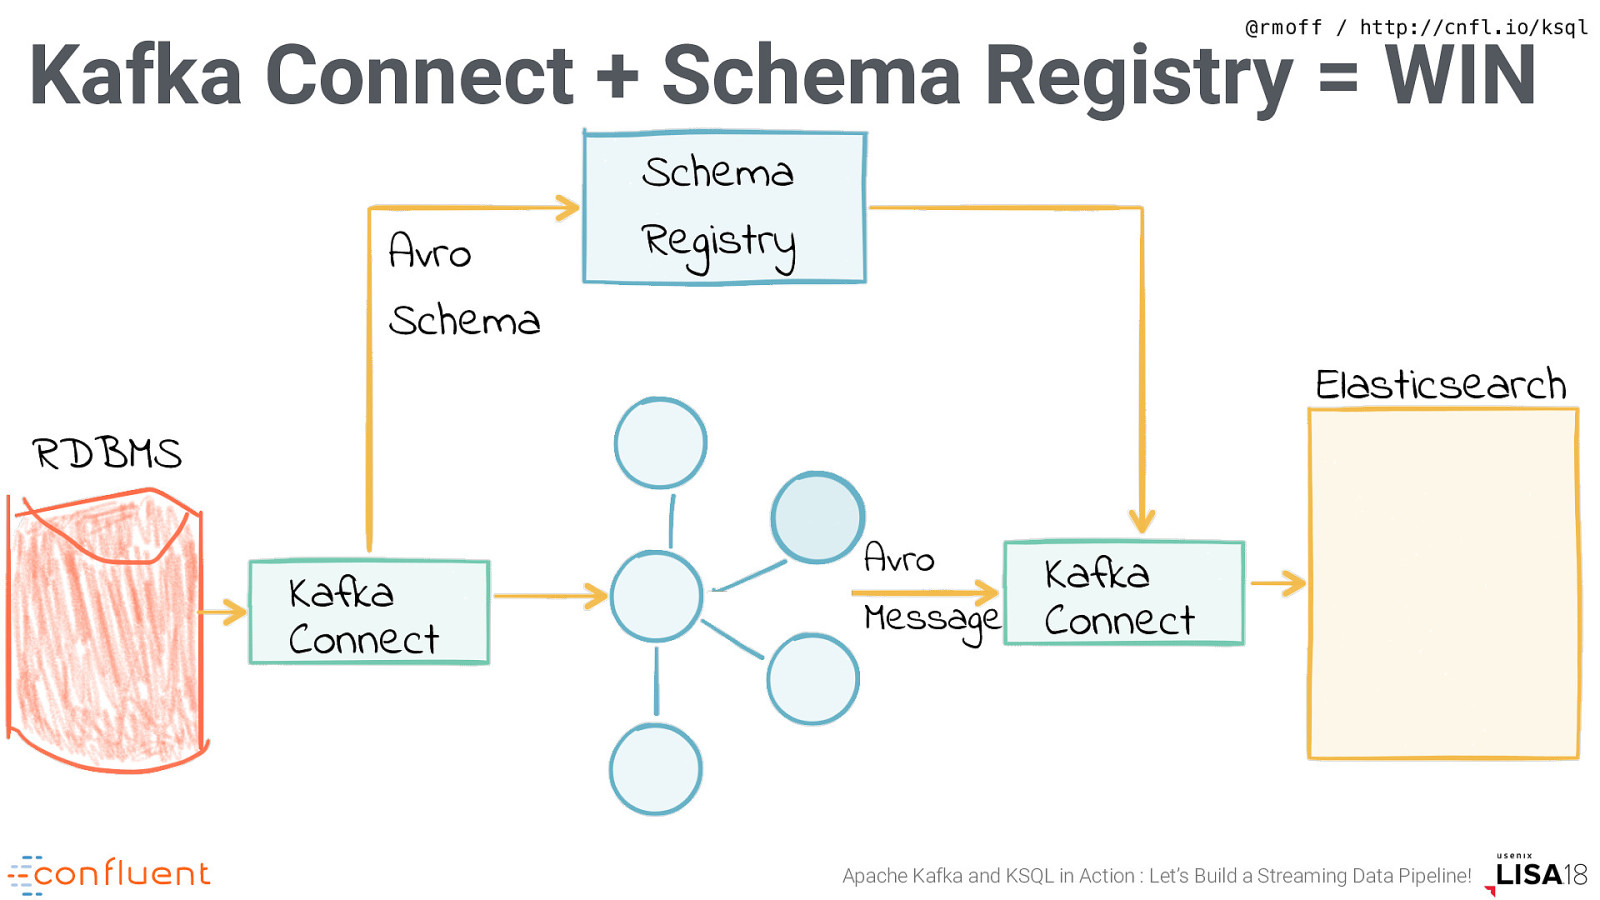 @rmoff / http://cnfl.io/ksql
Kafka Connect + Schema Registry = WIN
Schema
Registry
Avro
Schema
Elasticsearch
RDBMS
Avro
Message
Kafka
Connect
Kafka
Connect
confluent
Apache Kafka and KSQL in Action : Let's Build a Streaming Data Pipeline!
usenix
LISA18